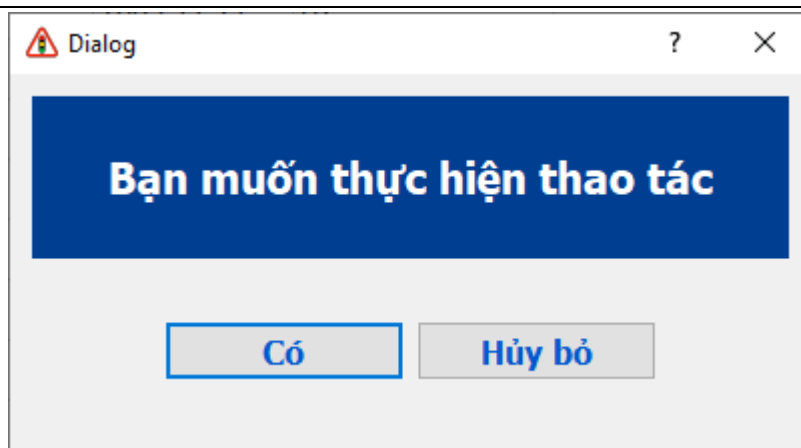 Dialog
?
Bạn muốn thực hiện thao tác
Có
Hủy bỏ